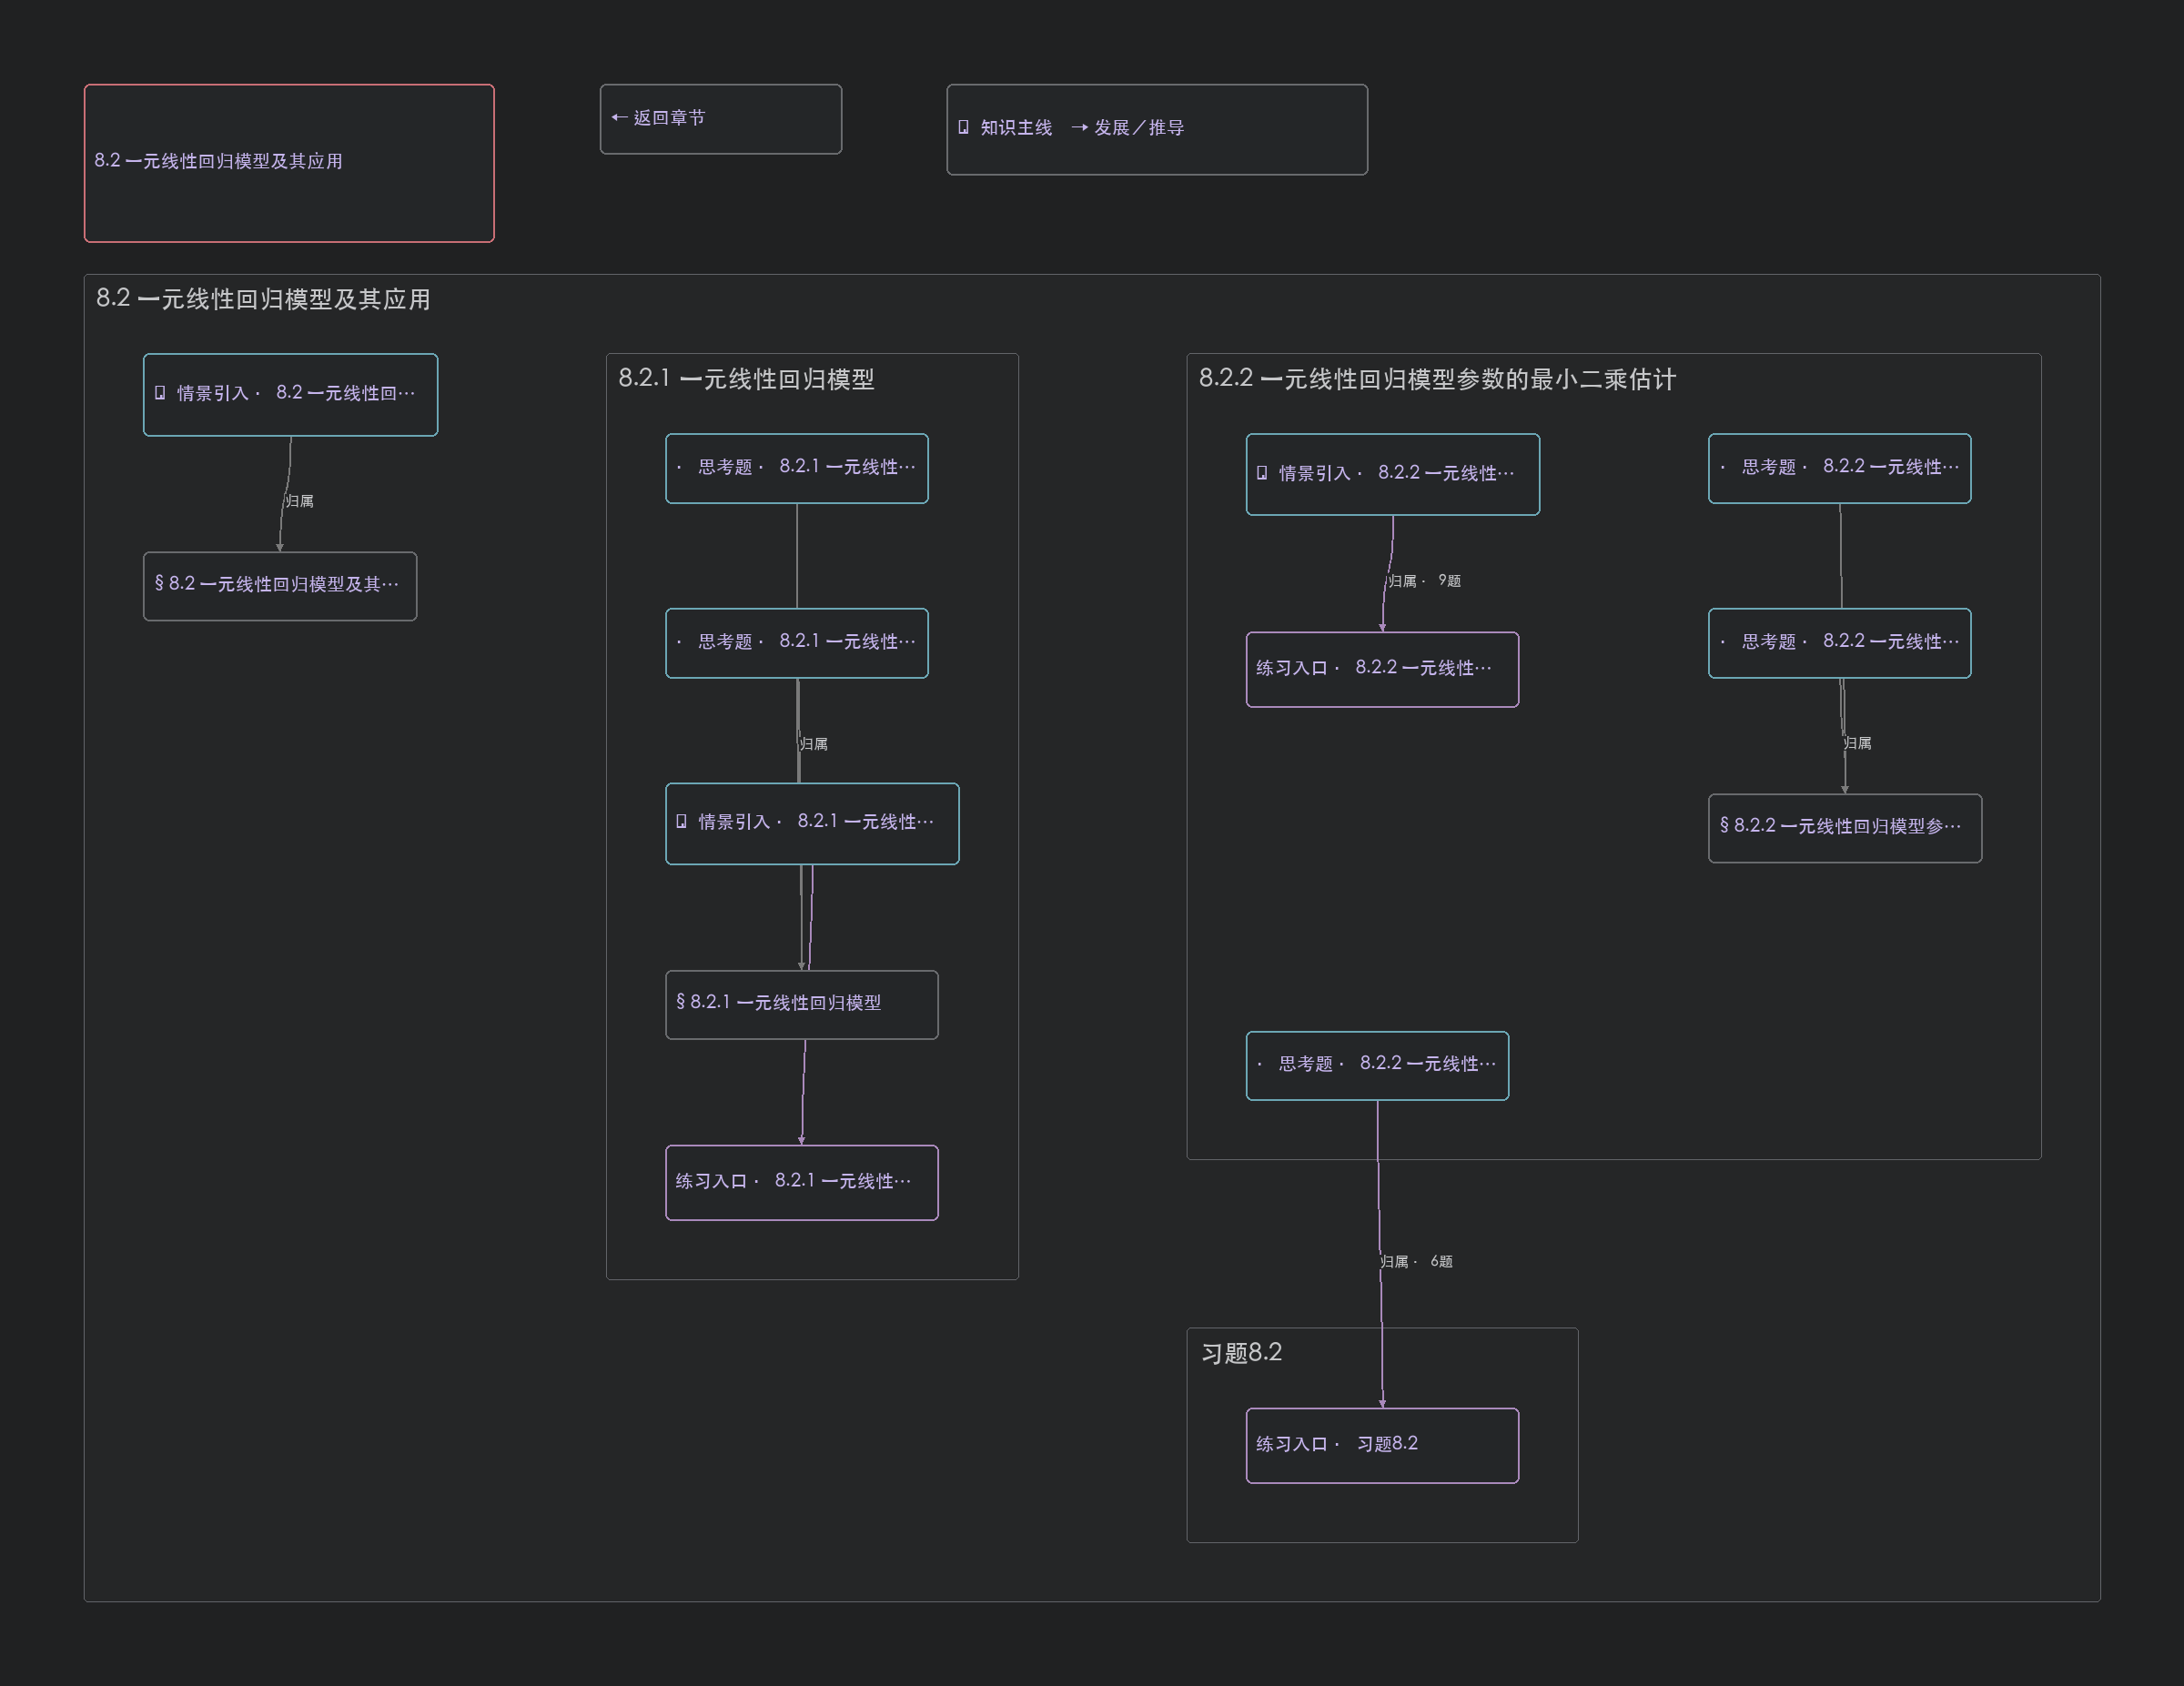 8.2 一元线性回归模型及其应用
← 返回章节
知识主线 → 发展／推导
8.2 一元线性回归模型及其应用
情景引入 · 8.2 一元线性回…
归属
§ 8.2 一元线性回归模型及其…
8.2.1 一元线性回归模型
· 思考题 · 8.2.1 一元线性…
· 思考题 · 8.2.1 一元线性…
归属
情景引入 · 8.2.1 一元线性…
§ 8.2.1 一元线性回归模型
练习入口 · 8.2.1 一元线性…
8.2.2 一元线性回归模型参数的最小二乘估计
情景引入 · 8.2.2 一元线性…
归属 · 9题
练习入口 · 8.2.2 一元线性…
· 思考题 · 8.2.2 一元线性…
· 思考题 · 8.2.2 一元线性…
归属
§ 8.2.2 一元线性回归模型参…
· 思考题 · 8.2.2 一元线性…
归属 · 6题
习题8.2
练习入口 · 习题8.2